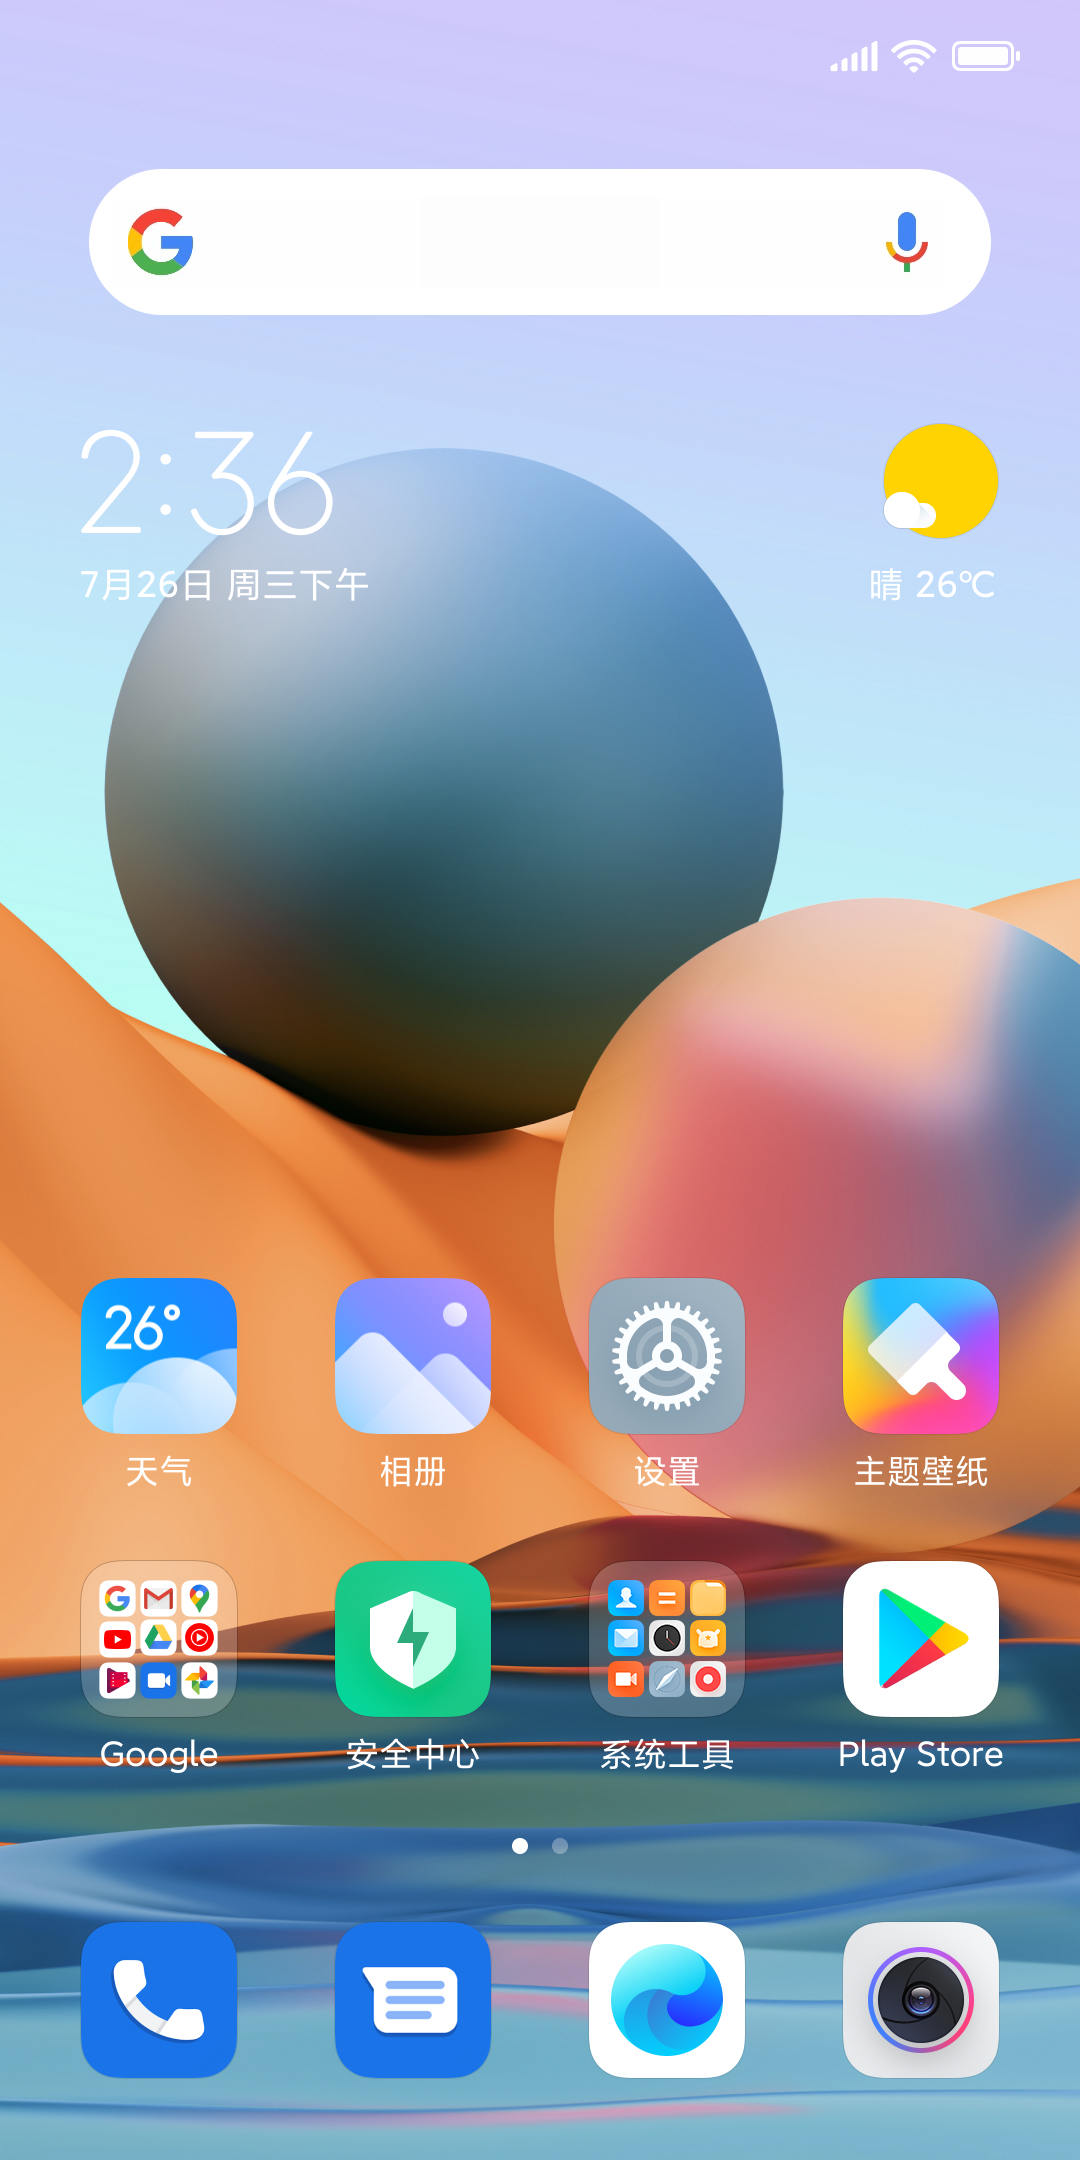 2:36
7月26日 周三下午
晴 26℃
26°
天气
相册
设置
主题壁纸
Google
安全中心
系统工具
Play Store